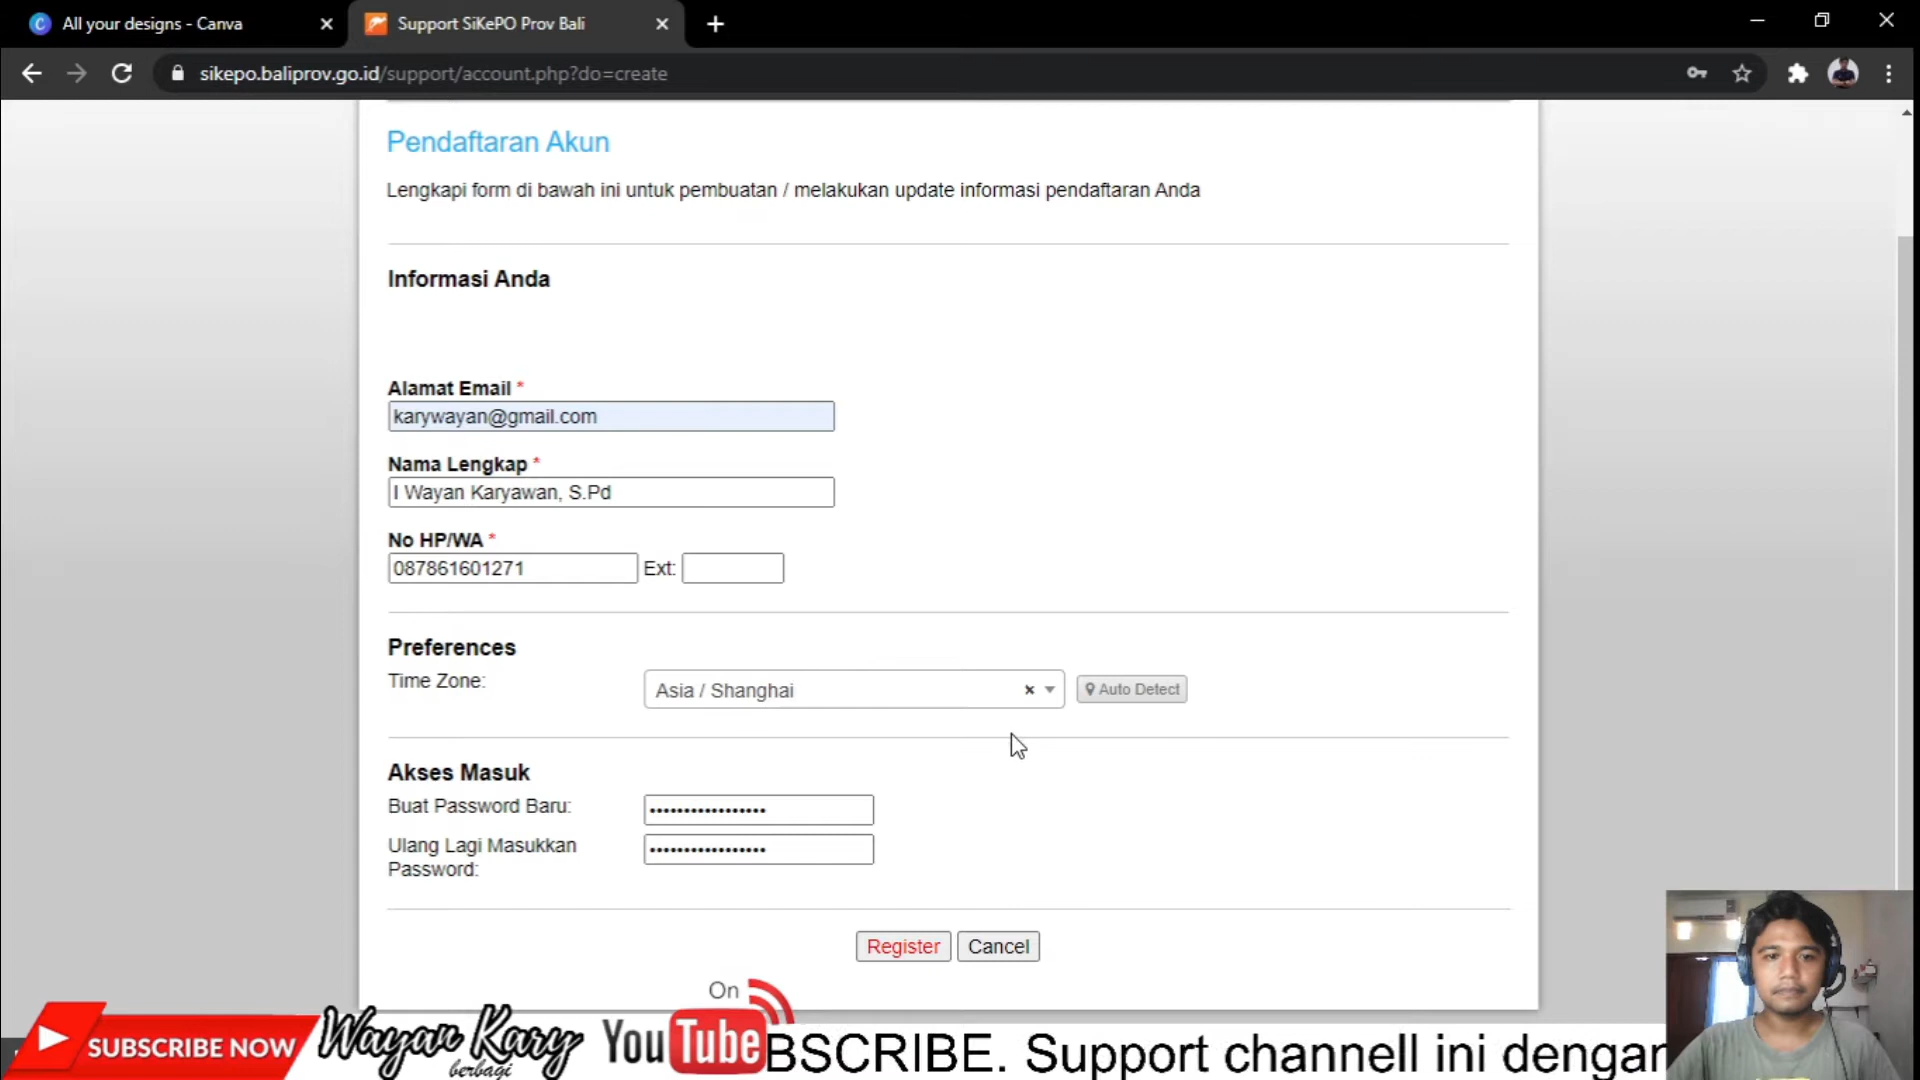 All your designs - Canva
Support SiKePO Prov Bali
sikepo.baliprov.go.id/support/account.php?do=create
Pendaftaran Akun
Lengkapi form di bawah ini untuk pembuatan / melakukan update informasi pendaftaran Anda
Informasi Anda
Alamat Email *
karywayan@gmail.com
Nama Lengkap *
I Wayan Karyawan, S.Pd
No HP/WA *
087861601271 Ext:
Preferences
Time Zone: Asia / Shanghai Auto Detect
Akses Masuk
Buat Password Baru: •••••••••••••••••
Ulang Lagi Masukkan •••••••••••••••••
Password:
Register Cancel
On
SUBSCRIBE NOW Wayan Kary YouTube BSCRIBE. Support channell ini dengan
berbagi